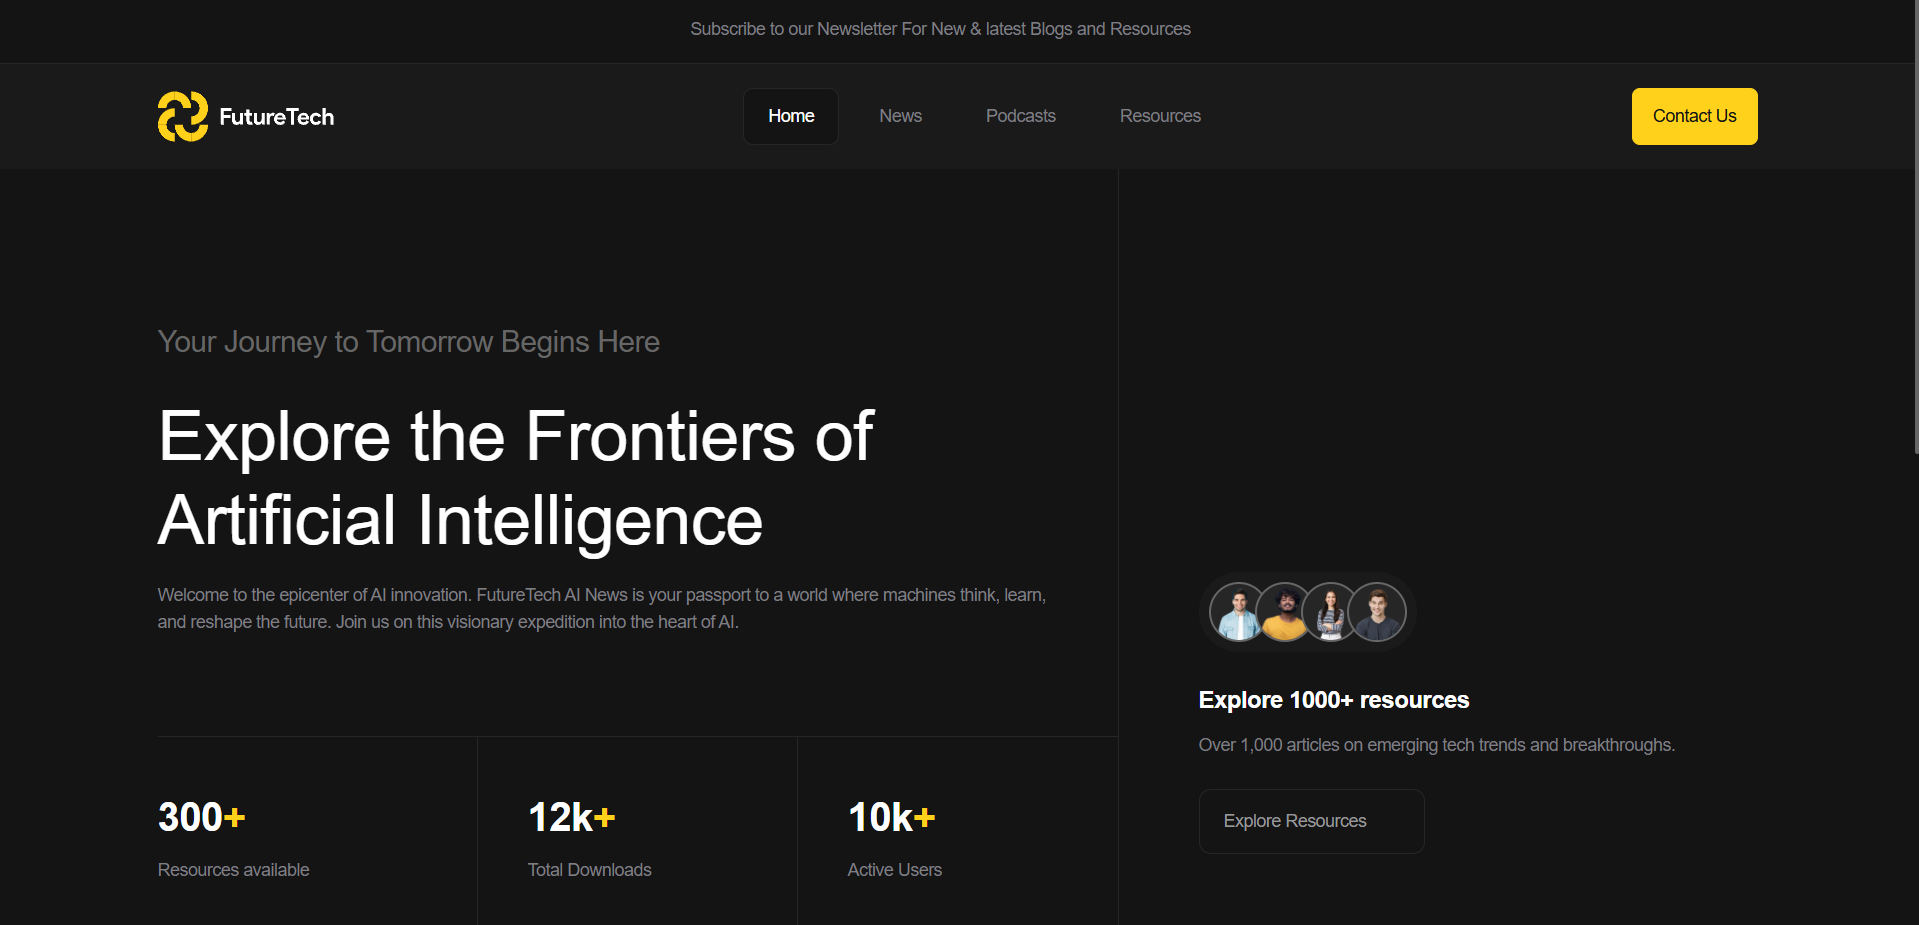 Subscribe to our Newsletter For New & latest Blogs and Resources
FutureTech
Home
News
Podcasts
Resources
Contact Us
Your Journey to Tomorrow Begins Here
Explore the Frontiers of
Artificial Intelligence
Welcome to the epicenter of AI innovation. FutureTech AI News is your passport to a world where machines think, learn,
and reshape the future. Join us on this visionary expedition into the heart of AI.
300+
Resources available
12k+
Total Downloads
10k+
Active Users
Explore 1000+ resources
Over 1,000 articles on emerging tech trends and breakthroughs.
Explore Resources